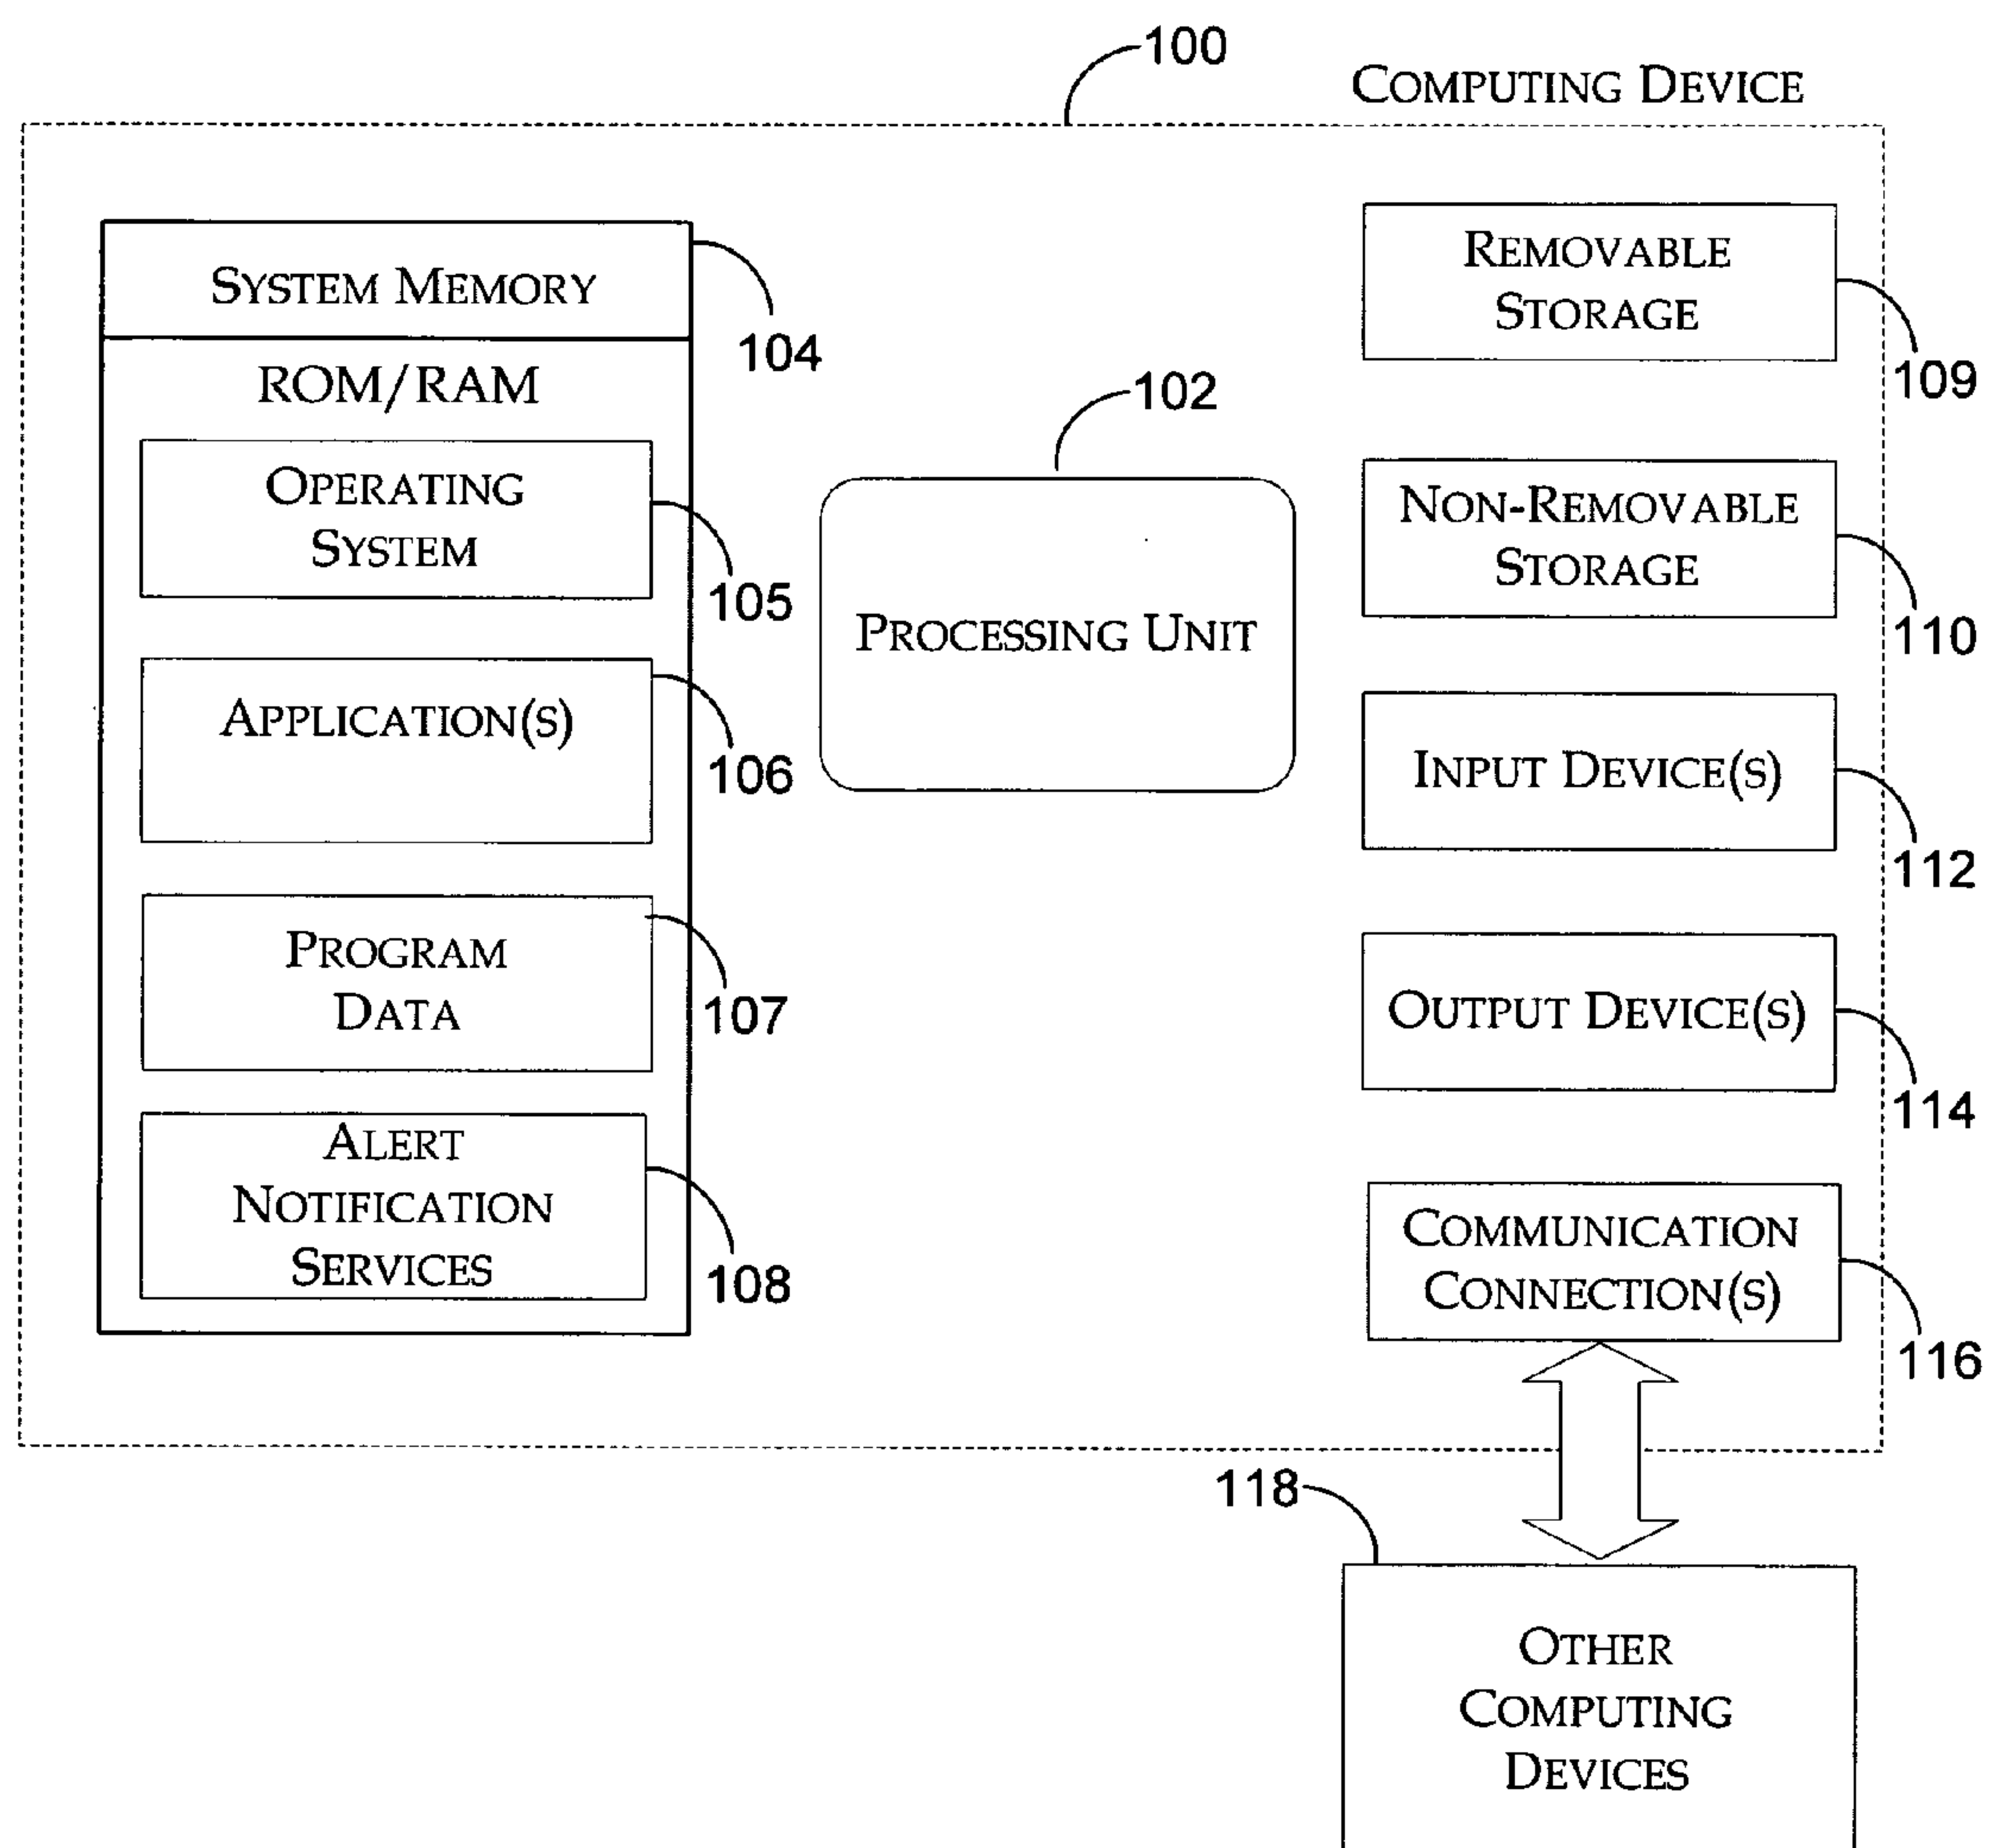 100
COMPUTING DEVICE
SYSTEM MEMORY
104
ROM/RAM
OPERATING
SYSTEM
105
APPLICATION(S)
106
PROGRAM
DATA
107
ALERT
NOTIFICATION
SERVICES
108
102
PROCESSING UNIT
REMOVABLE
STORAGE
109
NON-REMOVABLE
STORAGE
110
INPUT DEVICE(S)
112
OUTPUT DEVICE(S)
114
COMMUNICATION
CONNECTION(S)
116
118
OTHER
COMPUTING
DEVICES